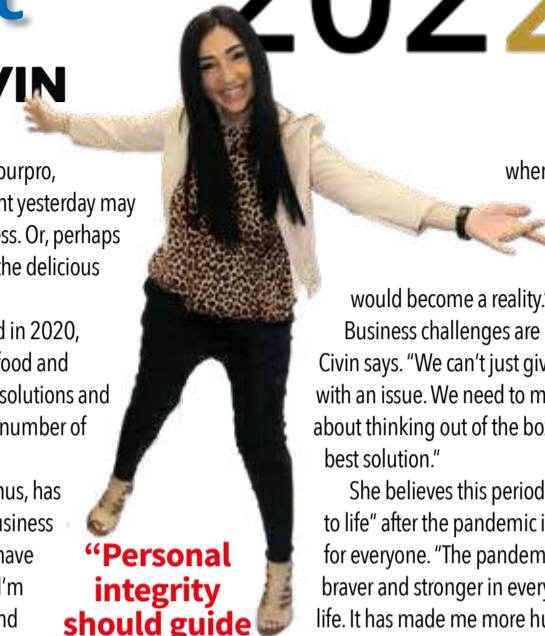 202
VIN
ourpro,
nt yesterday may
ess. Or, perhaps
the delicious
d in 2020,
food and
solutions and
number of
nus, has
usiness
have
I'm
nd
"Personal
integrity
should guide
when
would become a reality."
Business challenges are
Civin says. "We can't just giv
with an issue. We need to m
about thinking out of the bo
best solution."
She believes this period
to life" after the pandemic i
for everyone. "The pandem
braver and stronger in every
life. It has made me more hu